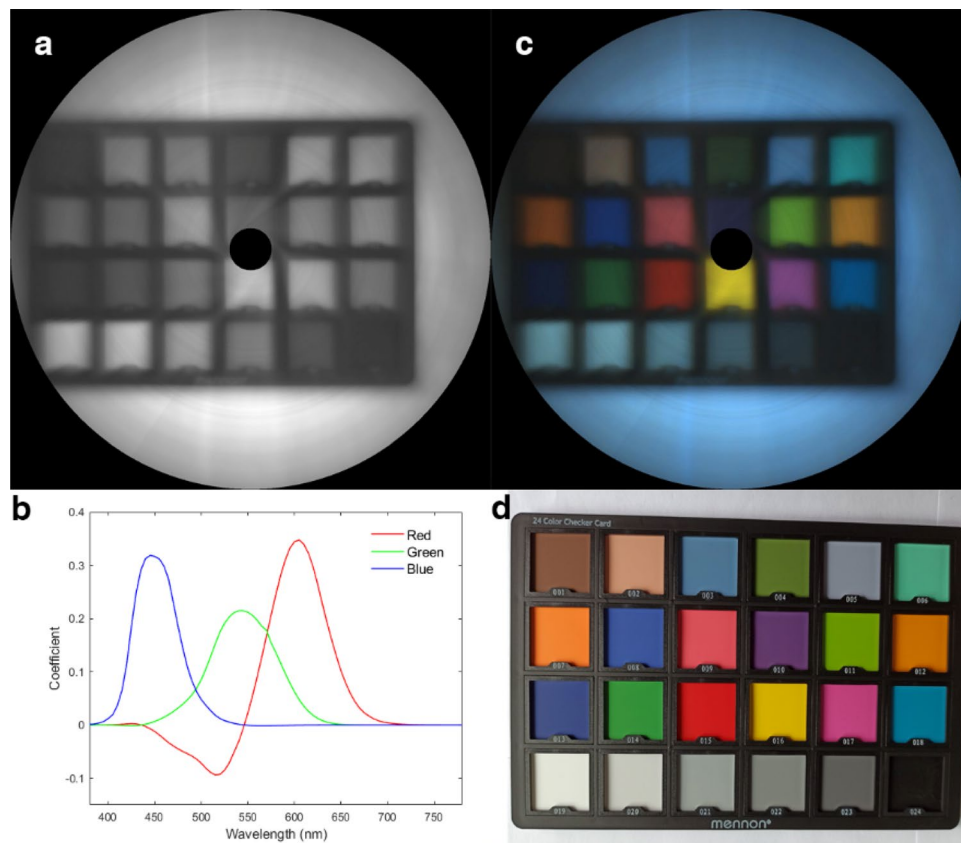 a
c
b
0.4
0.3
0.2
0.1
0
-0.1
Coefficient
400 450 500 550 600 650 700 750
Wavelength (nm)
Red
Green
Blue
d
24 Color Checker Card
001 002 003 004 005 006
007 008 009 010 011 012
013 014 015 016 017 018
019 020 021 022 023 024
mennon